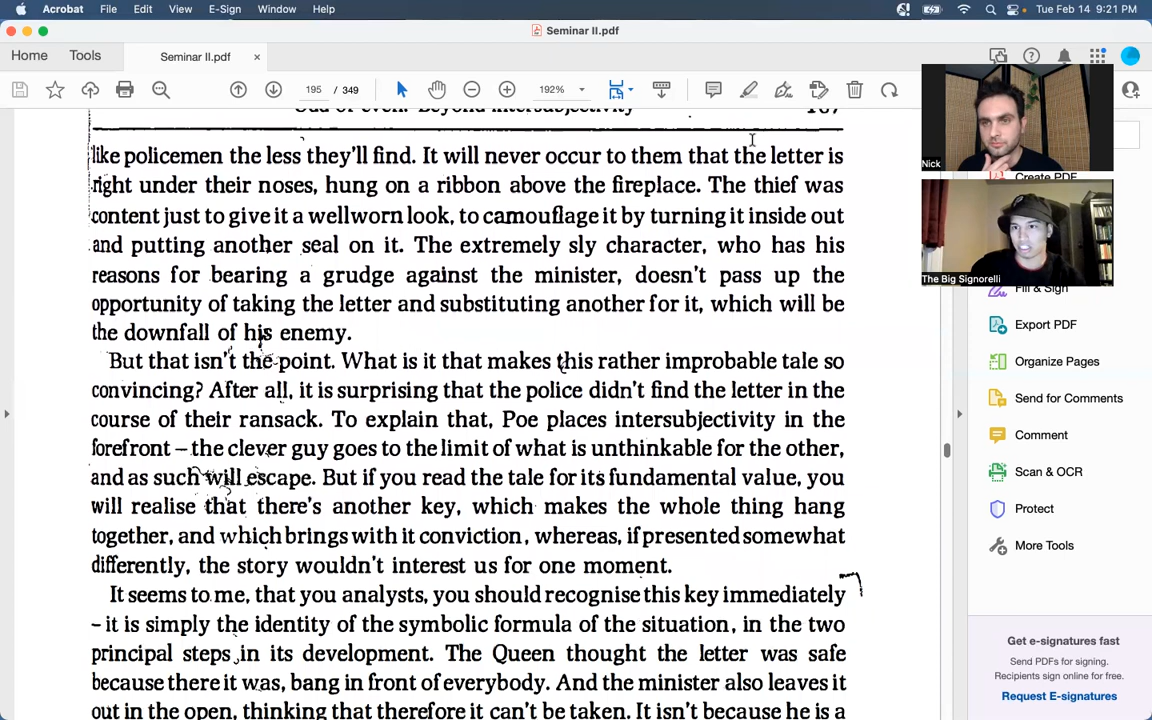 Acrobat File Edit View E-Sign Window Help Tue Feb 14 9:21 PM
Seminar II.pdf
Home Tools Seminar II.pdf ×
195 / 349 192%
Odd or even? Beyond intersubjectivity 187
like policemen the less they'll find. It will never occur to them that the letter is
right under their noses, hung on a ribbon above the fireplace. The thief was
content just to give it a wellworn look, to camouflage it by turning it inside out
and putting another seal on it. The extremely sly character, who has his
reasons for bearing a grudge against the minister, doesn't pass up the
opportunity of taking the letter and substituting another for it, which will be
the downfall of his enemy.
But that isn't the point. What is it that makes this rather improbable tale so
convincing? After all, it is surprising that the police didn't find the letter in the
course of their ransack. To explain that, Poe places intersubjectivity in the
forefront – the clever guy goes to the limit of what is unthinkable for the other,
and as such will escape. But if you read the tale for its fundamental value, you
will realise that there's another key, which makes the whole thing hang
together, and which brings with it conviction, whereas, if presented somewhat
differently, the story wouldn't interest us for one moment.
It seems to me, that you analysts, you should recognise this key immediately
– it is simply the identity of the symbolic formula of the situation, in the two
principal steps in its development. The Queen thought the letter was safe
because there it was, bang in front of everybody. And the minister also leaves it
out in the open, thinking that therefore it can't be taken. It isn't because he is a
Nick
The Big Signorelli
Create PDF
Fill & Sign
Export PDF
Organize Pages
Send for Comments
Comment
Scan & OCR
Protect
More Tools
Get e-signatures fast
Send PDFs for signing.
Recipients sign online for free.
Request E-signatures